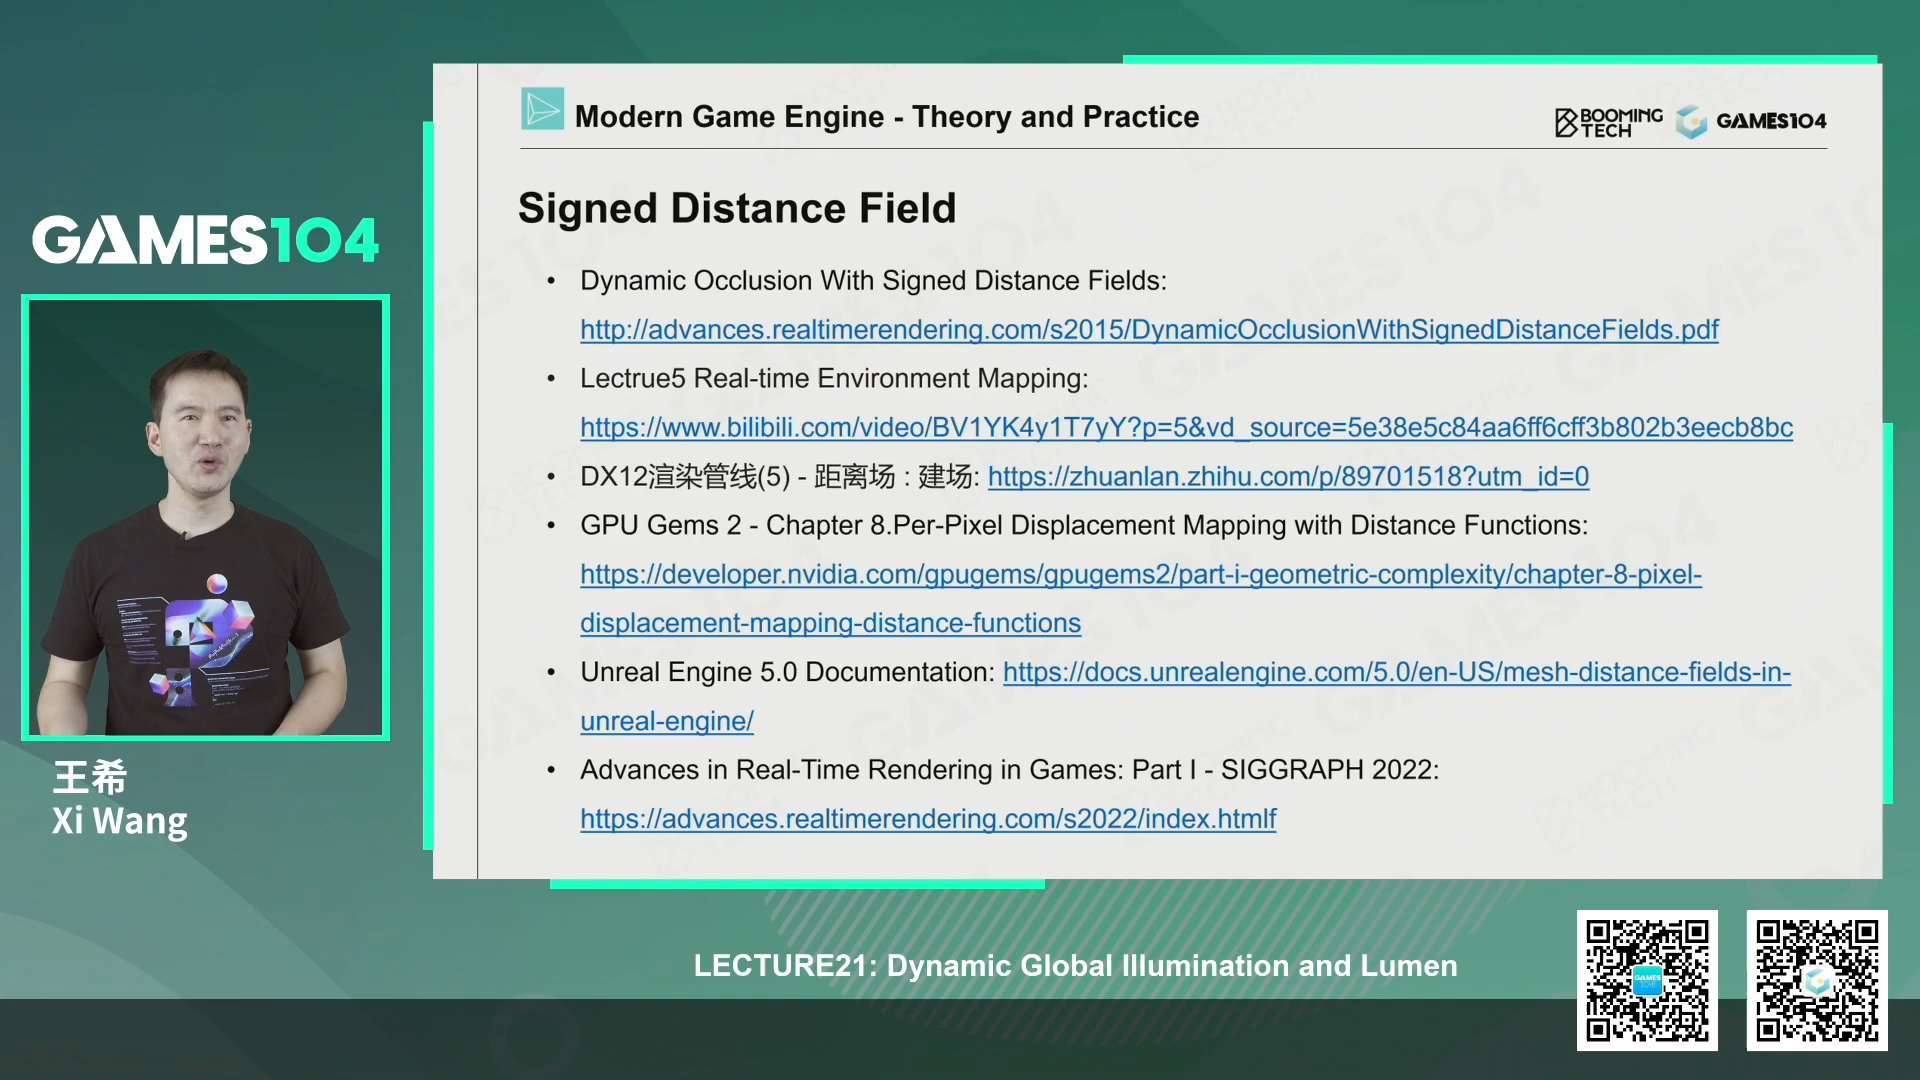 Modern Game Engine - Theory and Practice
BOOMING
TECH
GAMES104
Signed Distance Field
• Dynamic Occlusion With Signed Distance Fields:
http://advances.realtimerendering.com/s2015/DynamicOcclusionWithSignedDistanceFields.pdf
• Lectrue5 Real-time Environment Mapping:
https://www.bilibili.com/video/BV1YK4y1T7yY?p=5&vd_source=5e38e5c84aa6ff6cff3b802b3eecb8bc
• DX12渲染管线(5) - 距离场 : 建场: https://zhuanlan.zhihu.com/p/89701518?utm_id=0
• GPU Gems 2 - Chapter 8.Per-Pixel Displacement Mapping with Distance Functions:
https://developer.nvidia.com/gpugems/gpugems2/part-i-geometric-complexity/chapter-8-pixel-
displacement-mapping-distance-functions
• Unreal Engine 5.0 Documentation: https://docs.unrealengine.com/5.0/en-US/mesh-distance-fields-in-
unreal-engine/
• Advances in Real-Time Rendering in Games: Part I - SIGGRAPH 2022:
https://advances.realtimerendering.com/s2022/index.htmlf
GAMES104
王希
Xi Wang
LECTURE21: Dynamic Global Illumination and Lumen